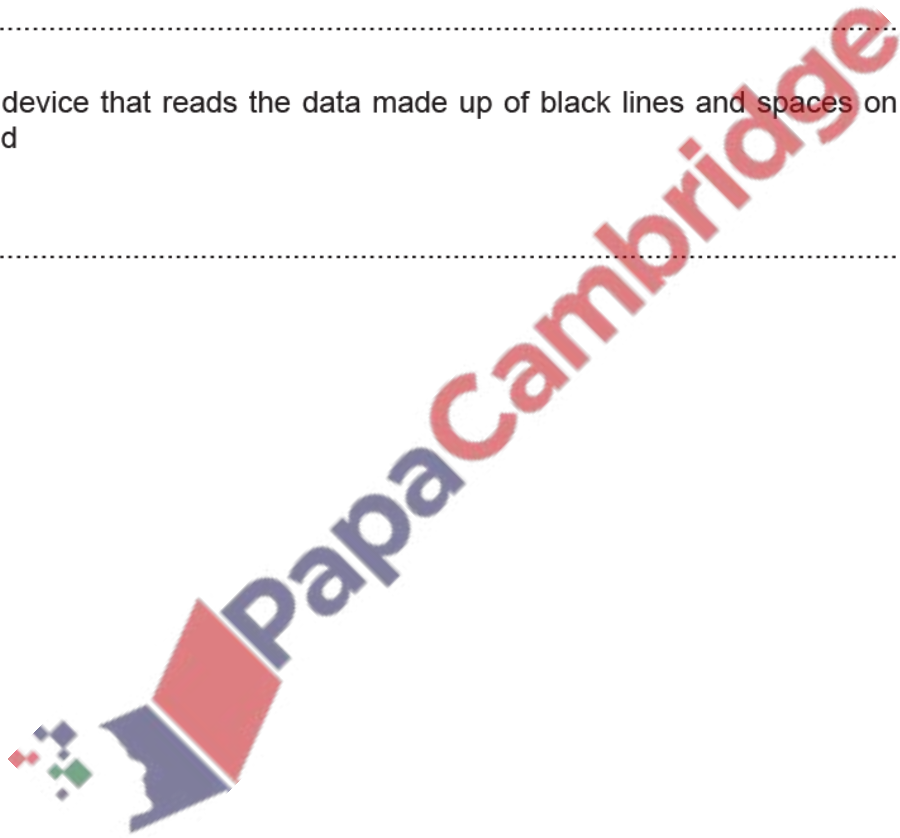 device that reads the data made up of black lines and spaces on
d
PapaCambridge